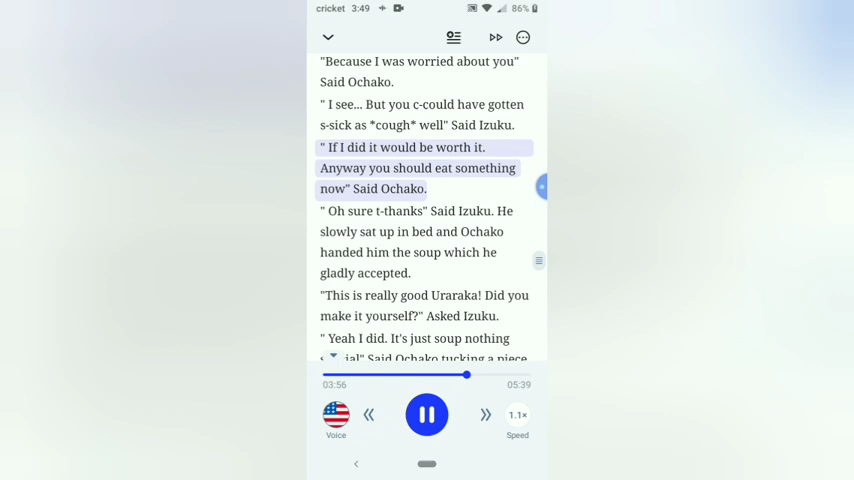 cricket 3:49 86%
"Because I was worried about you"
Said Ochako.
" I see... But you c-could have gotten
s-sick as *cough* well" Said Izuku.
" If I did it would be worth it.
Anyway you should eat something
now" Said Ochako.
" Oh sure t-thanks" Said Izuku. He
slowly sat up in bed and Ochako
handed him the soup which he
gladly accepted.
"This is really good Uraraka! Did you
make it yourself?" Asked Izuku.
" Yeah I did. It's just soup nothing
Said Ochako tucking a piece
03:56 05:39
1.1×
Voice Speed